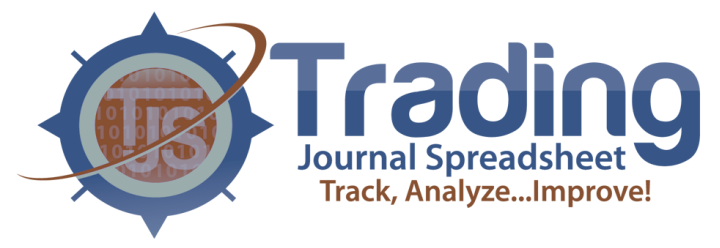 TJS
Trading
Journal Spreadsheet
Track, Analyze...Improve!